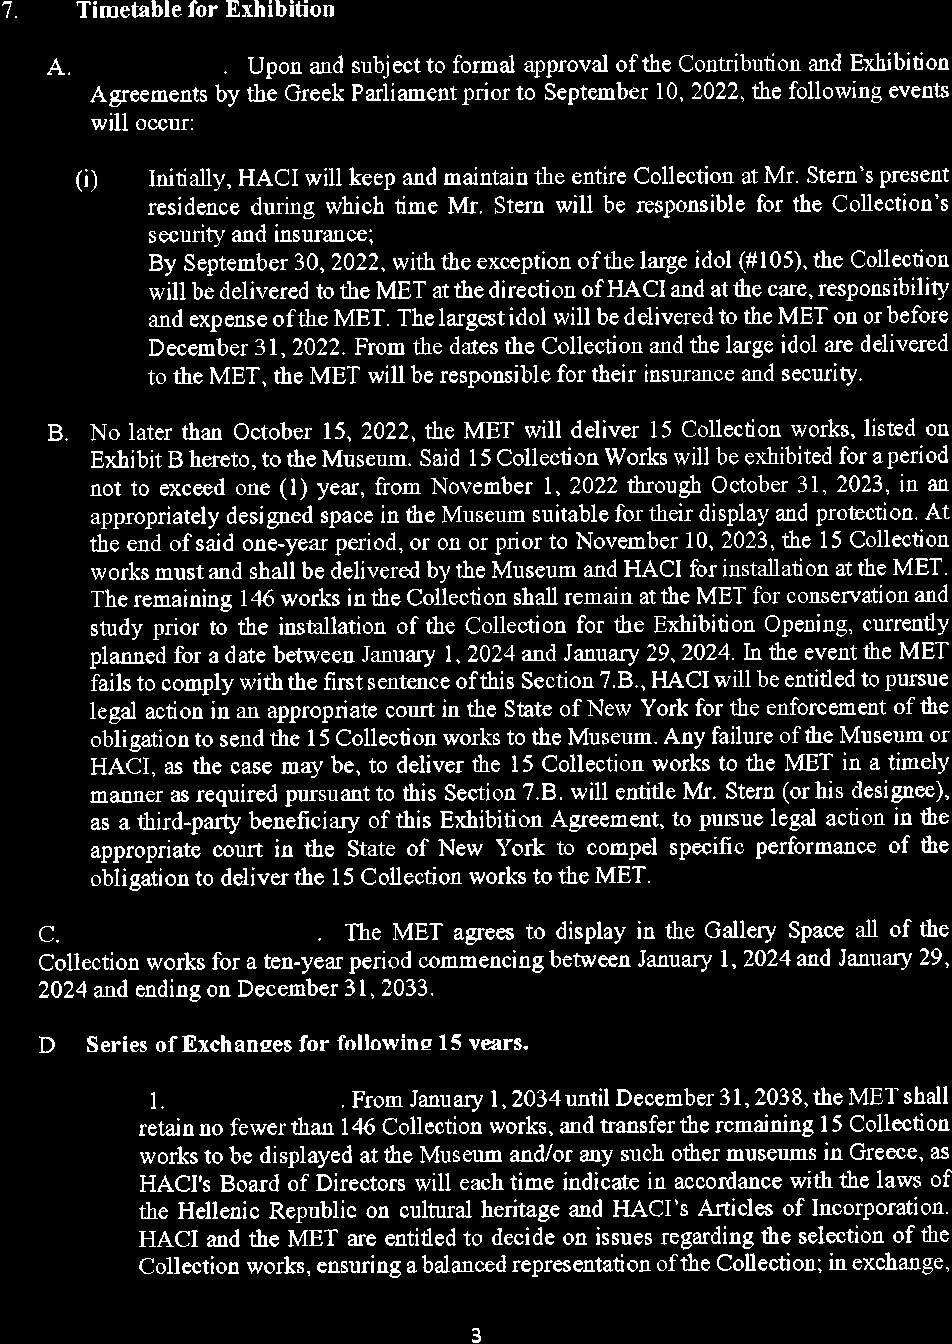 7. Timetable for Exhibition
A. . Upon and subject to formal approval of the Contribution and Exhibition
Agreements by the Greek Parliament prior to September 10, 2022, the following events
will occur:
(i) Initially, HACI will keep and maintain the entire Collection at Mr. Stern's present
residence during which time Mr. Stern will be responsible for the Collection's
security and insurance;
By September 30, 2022, with the exception of the large idol (#105), the Collection
will be delivered to the MET at the direction of HACI and at the care, responsibility
and expense of the MET. The largest idol will be delivered to the MET on or before
December 31, 2022. From the dates the Collection and the large idol are delivered
to the MET, the MET will be responsible for their insurance and security.
B. No later than October 15, 2022, the MET will deliver 15 Collection works, listed on
Exhibit B hereto, to the Museum. Said 15 Collection Works will be exhibited for a period
not to exceed one (1) year, from November 1, 2022 through October 31, 2023, in an
appropriately designed space in the Museum suitable for their display and protection. At
the end of said one-year period, or on or prior to November 10, 2023, the 15 Collection
works must and shall be delivered by the Museum and HACI for installation at the MET.
The remaining 146 works in the Collection shall remain at the MET for conservation and
study prior to the installation of the Collection for the Exhibition Opening, currently
planned for a date between January 1, 2024 and January 29, 2024. In the event the MET
fails to comply with the first sentence of this Section 7.B., HACI will be entitled to pursue
legal action in an appropriate court in the State of New York for the enforcement of the
obligation to send the 15 Collection works to the Museum. Any failure of the Museum or
HACI, as the case may be, to deliver the 15 Collection works to the MET in a timely
manner as required pursuant to this Section 7.B. will entitle Mr. Stern (or his designee),
as a third-party beneficiary of this Exhibition Agreement, to pursue legal action in the
appropriate court in the State of New York to compel specific performance of the
obligation to deliver the 15 Collection works to the MET.
C. . The MET agrees to display in the Gallery Space all of the
Collection works for a ten-year period commencing between January 1, 2024 and January 29,
2024 and ending on December 31, 2033.
D Series of Exchanges for following 15 years.
1. . From January 1, 2034 until December 31, 2038, the MET shall
retain no fewer than 146 Collection works, and transfer the remaining 15 Collection
works to be displayed at the Museum and/or any such other museums in Greece, as
HACI's Board of Directors will each time indicate in accordance with the laws of
the Hellenic Republic on cultural heritage and HACI's Articles of Incorporation.
HACI and the MET are entitled to decide on issues regarding the selection of the
Collection works, ensuring a balanced representation of the Collection; in exchange,
3